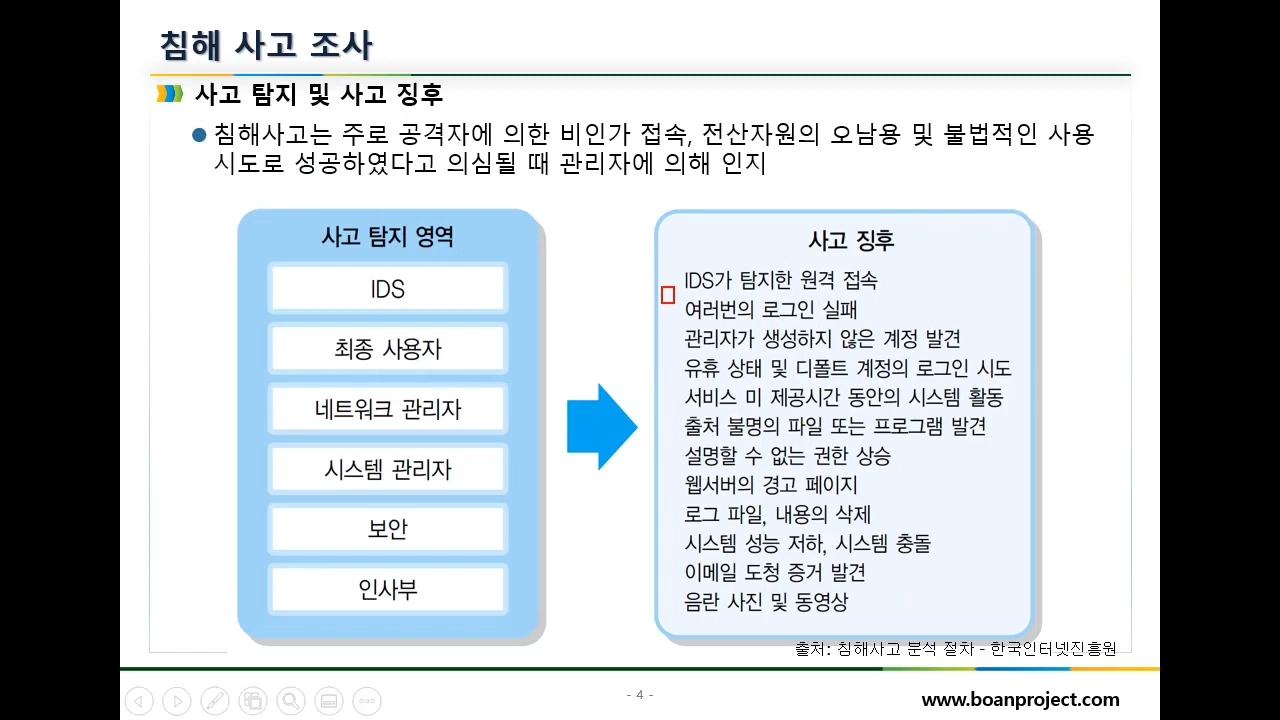 침해 사고 조사
사고 탐지 및 사고 징후
침해사고는 주로 공격자에 의한 비인가 접속, 전산자원의 오남용 및 불법적인 사용
시도로 성공하였다고 의심될 때 관리자에 의해 인지
사고 탐지 영역
IDS
최종 사용자
네트워크 관리자
시스템 관리자
보안
인사부
사고 징후
IDS가 탐지한 원격 접속
여러번의 로그인 실패
관리자가 생성하지 않은 계정 발견
유휴 상태 및 디폴트 계정의 로그인 시도
서비스 미 제공시간 동안의 시스템 활동
출처 불명의 파일 또는 프로그램 발견
설명할 수 없는 권한 상승
웹서버의 경고 페이지
로그 파일, 내용의 삭제
시스템 성능 저하, 시스템 충돌
이메일 도청 증거 발견
음란 사진 및 동영상
출처: 침해사고 분석 절차 - 한국인터넷진흥원
- 4 -
www.boanproject.com